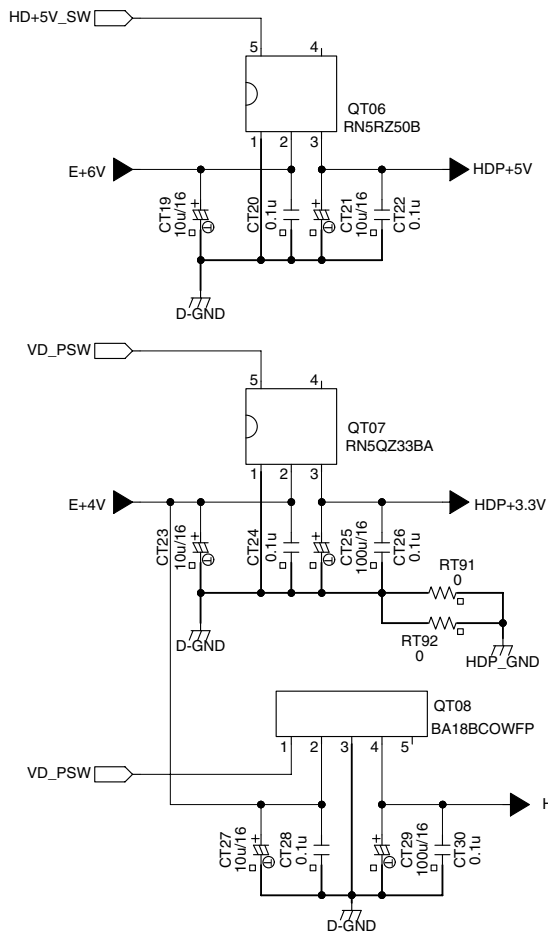 HD+5V_SW
5
4
QT06
RN5RZ50B
1
2
3
E+6V
HDP+5V
CT19
10u/16
CT20
0.1u
CT21
10u/16
CT22
0.1u
D-GND
VD_PSW
5
4
QT07
RN5QZ33BA
1
2
3
E+4V
HDP+3.3V
CT23
10u/16
CT24
0.1u
CT25
100u/16
CT26
0.1u
RT91
0
D-GND
RT92
0
HDP_GND
QT08
BA18BCOWFP
1
2
3
4
5
VD_PSW
H
CT27
10u/16
CT28
0.1u
CT29
100u/16
CT30
0.1u
D-GND